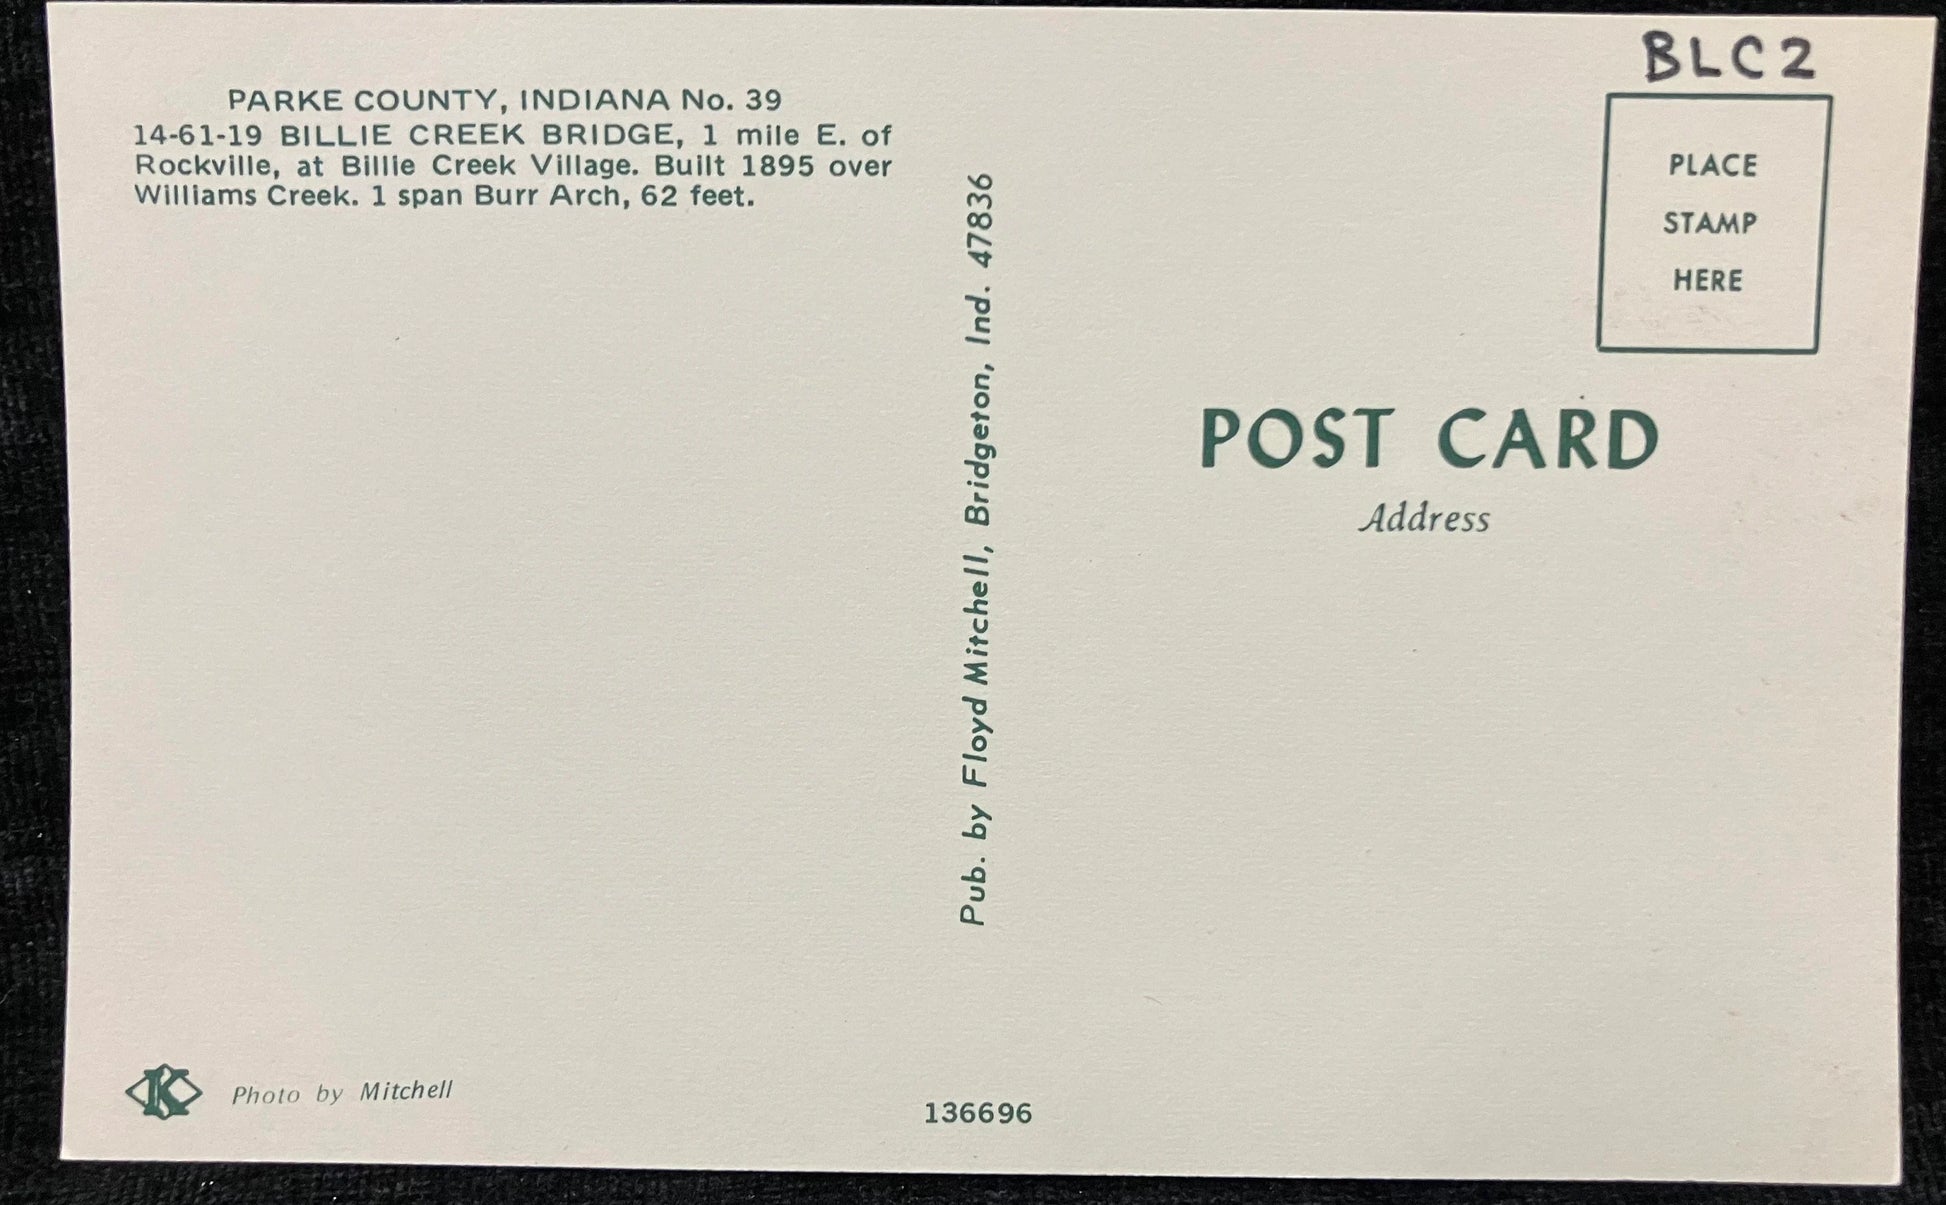 PARKE COUNTY, INDIANA No. 39
14-61-19 BILLIE CREEK BRIDGE, 1 mile E. of
Rockville, at Billie Creek Village. Built 1895 over
Williams Creek. 1 span Burr Arch, 62 feet.
Pub. by Floyd Mitchell, Bridgeton, Ind. 47836
BLC2
PLACE
STAMP
HERE
POST CARD
Address
K
Photo by Mitchell
136696